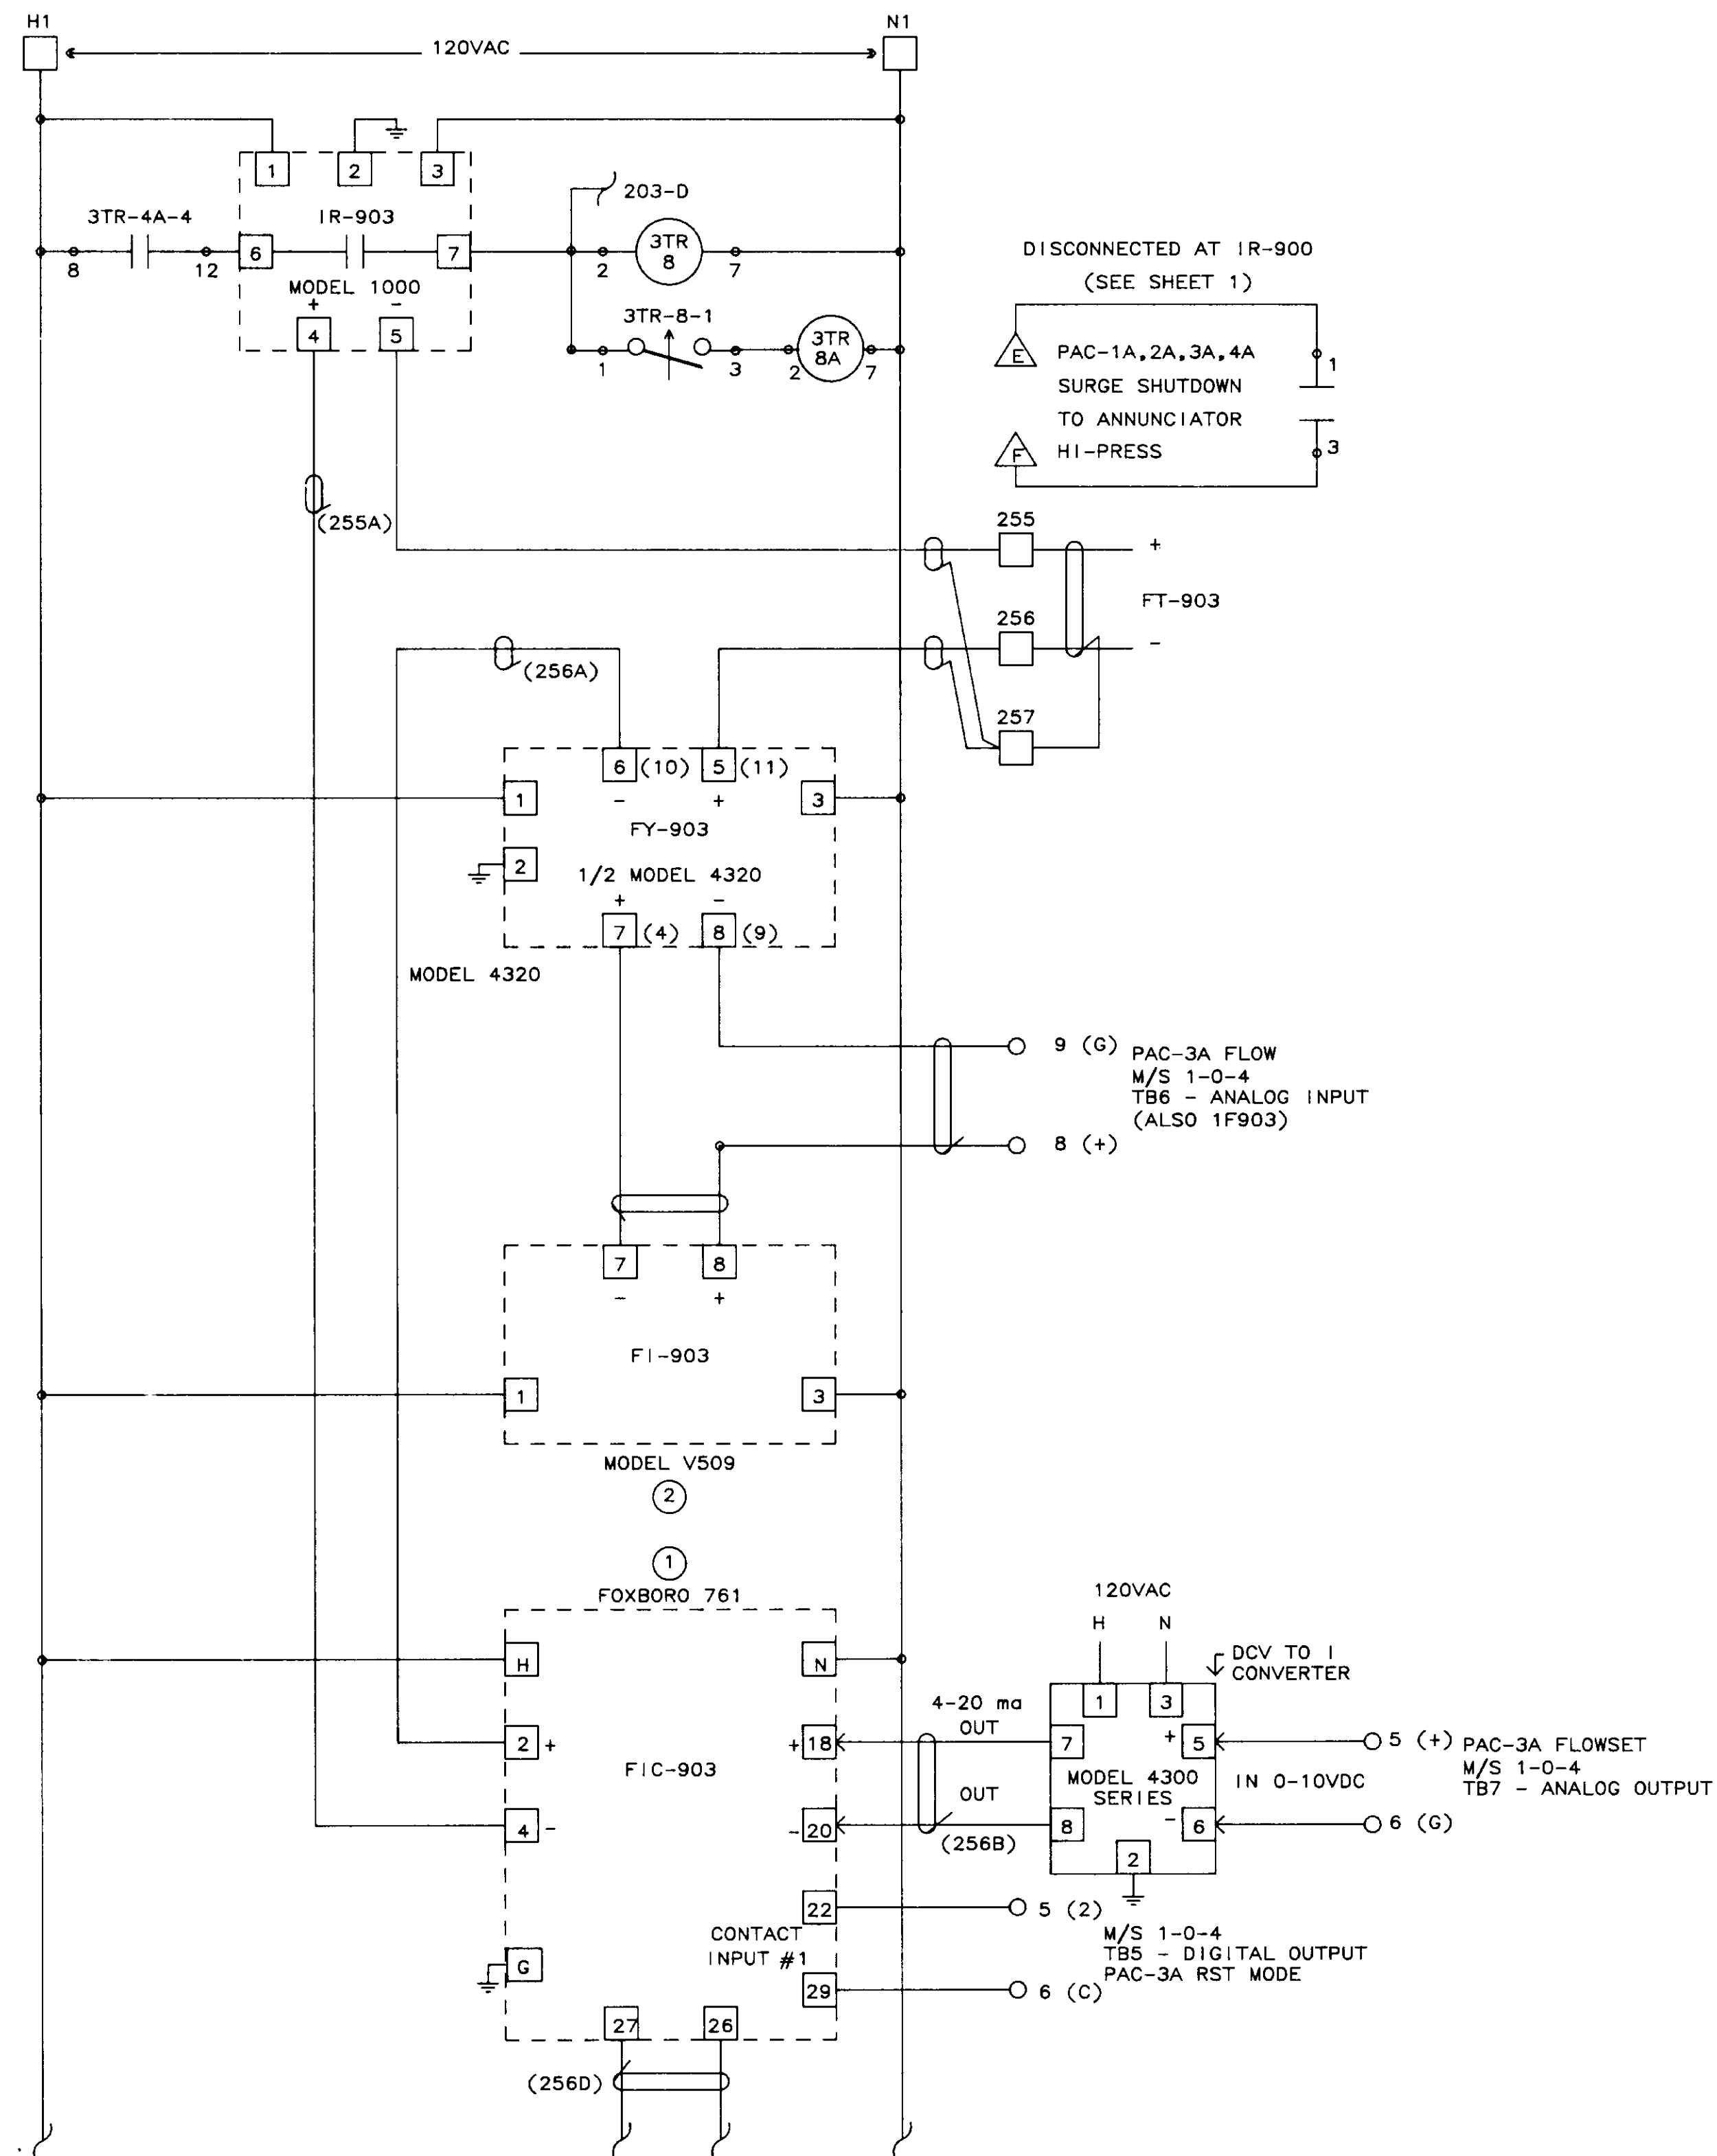 H1
N1
120VAC
1
2
3
3TR-4A-4
IR-903
203-D
8
12
6
7
2
3TR
8
7
MODEL 1000
+
-
4
5
3TR-8-1
1
3
2
3TR
8A
7
DISCONNECTED AT IR-900
(SEE SHEET 1)
E
PAC-1A,2A,3A,4A
SURGE SHUTDOWN
TO ANNUNCIATOR
F
HI-PRESS
1
3
(255A)
255
+
FT-903
256
-
(256A)
257
6
(10)
5
(11)
1
-
+
3
FY-903
2
1/2 MODEL 4320
+
-
7
(4)
8
(9)
MODEL 4320
9 (G)
PAC-3A FLOW
M/S 1-0-4
TB6 - ANALOG INPUT
(ALSO 1F903)
8 (+)
7
8
-
+
FI-903
1
3
MODEL V509
2
1
FOXBORO 761
H
N
2
+
+
18
FIC-903
4
-
-
20
22
CONTACT
INPUT #1
G
29
27
26
(256D)
120VAC
H
N
DCV TO I
CONVERTER
4-20 ma
OUT
1
3
7
+
5
5 (+)
PAC-3A FLOWSET
M/S 1-0-4
TB7 - ANALOG OUTPUT
MODEL 4300
SERIES
IN 0-10VDC
OUT
8
-
6
6 (G)
(256B)
2
5 (2)
M/S 1-0-4
TB5 - DIGITAL OUTPUT
PAC-3A RST MODE
6 (C)